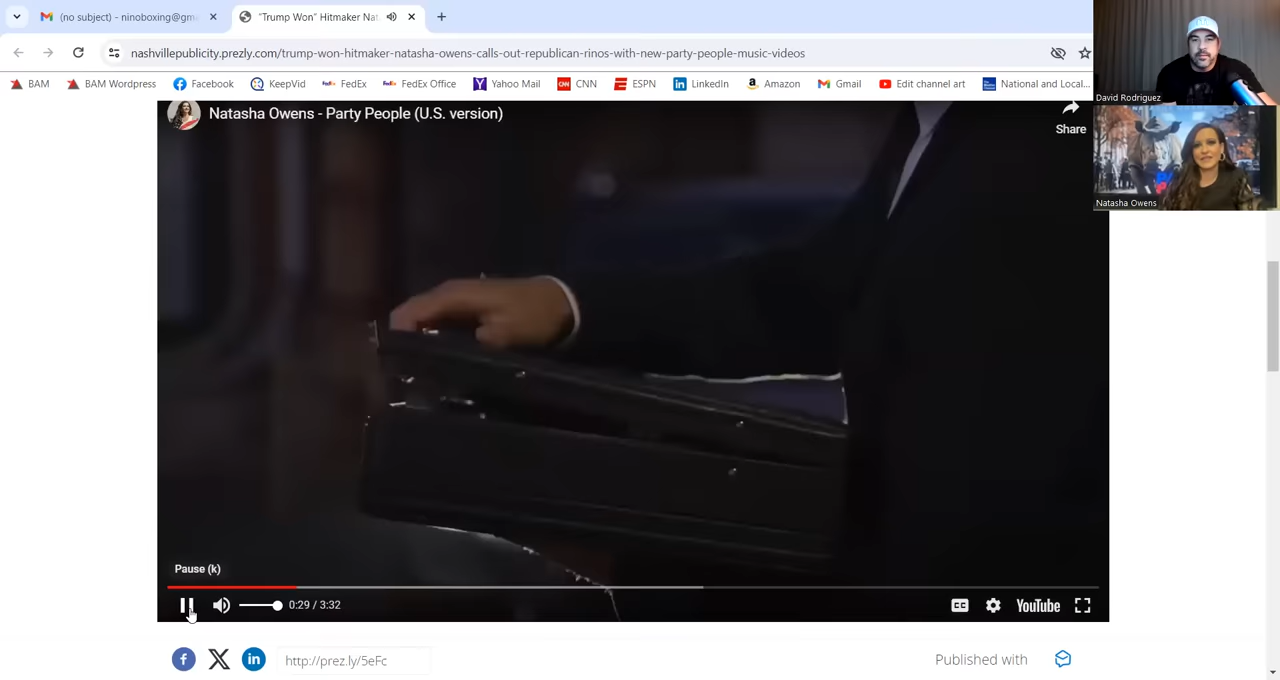 (no subject) - ninoboxing@gma
"Trump Won" Hitmaker Nat
nashvillepublicity.prezly.com/trump-won-hitmaker-natasha-owens-calls-out-republican-rinos-with-new-party-people-music-videos
BAM
BAM Wordpress
Facebook
KeepVid
FedEx
FedEx Office
Yahoo Mail
CNN
ESPN
LinkedIn
Amazon
Gmail
Edit channel art
National and Local...
David Rodriguez
Natasha Owens
Natasha Owens - Party People (U.S. version)
Share
Pause (k)
0:29 / 3:32
CC
YouTube
http://prez.ly/5eFc
Published with